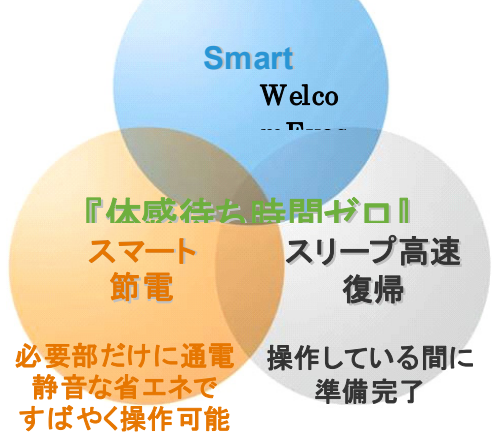 Smart
Welco
『体感待ち時間ゼロ』
スマート
節電
スリープ高速
復帰
必要部だけに通電
静音な省エネで
すばやく操作可能
操作している間に
準備完了